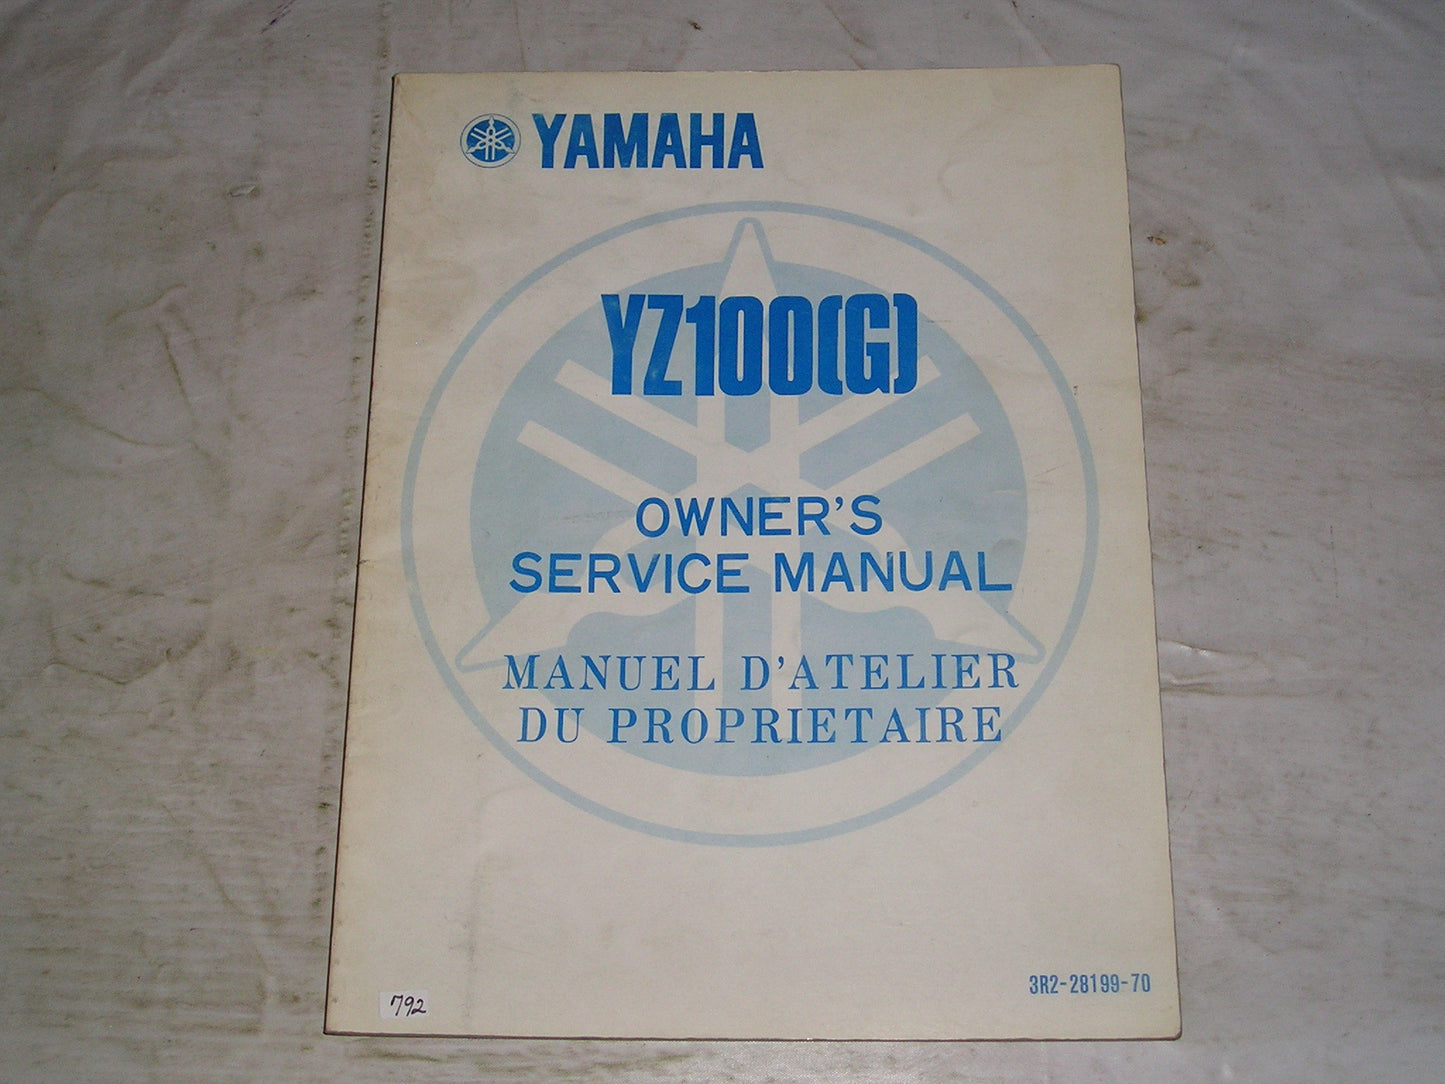 YAMAHA
YZ100(G)
OWNER'S
SERVICE MANUAL
MANUEL D'ATELIER
DU PROPRIETAIRE
3R2-28199-70
792